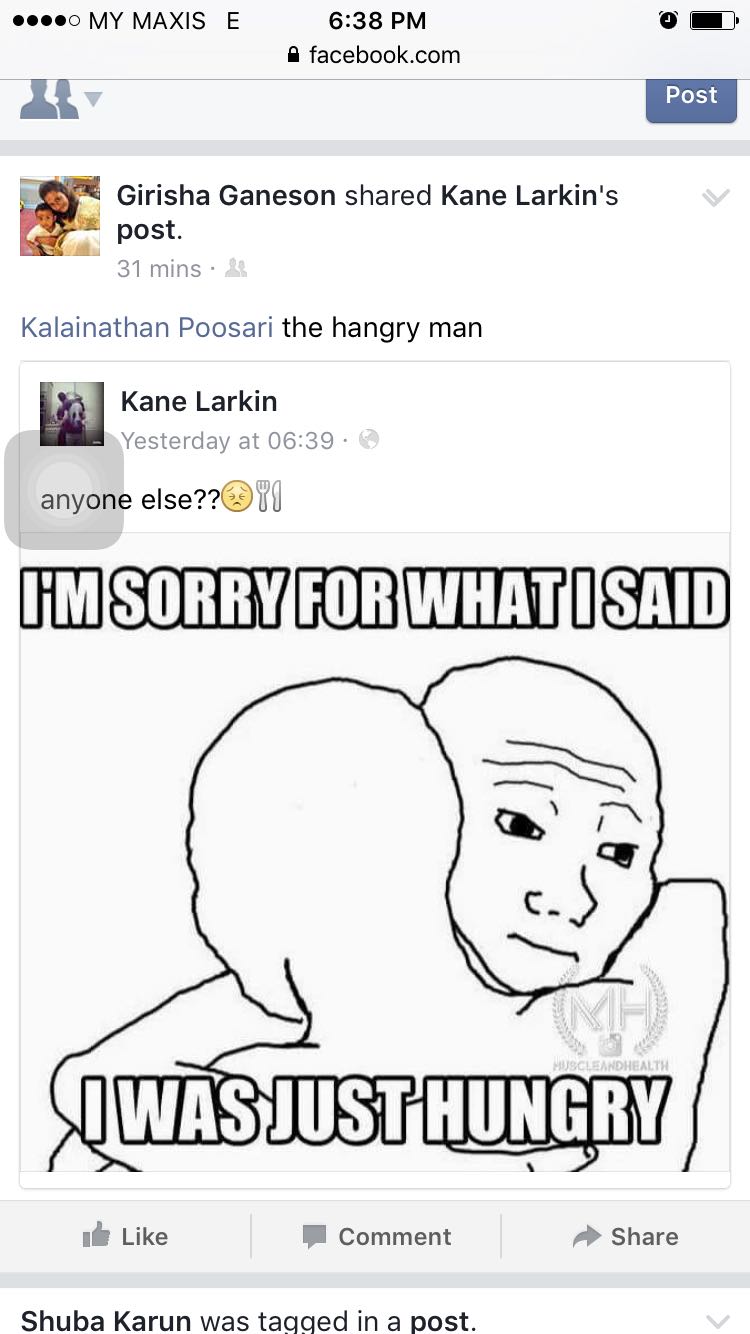 MY MAXIS E 6:38 PM
facebook.com
Post
Girisha Ganeson shared Kane Larkin's
post.
31 mins ·
Kalainathan Poosari the hangry man
Kane Larkin
Yesterday at 06:39 ·
anyone else??😣🍴
I'M SORRY FOR WHAT I SAID
MH
MUSCLEANDHEALTH
I WAS JUST HUNGRY
Like Comment Share
Shuba Karun was tagged in a post.